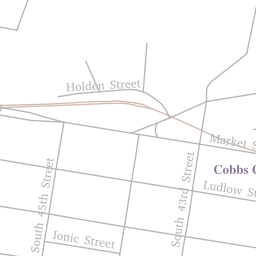 Holden Street
Market S
Cobbs C
Ludlow St
South 43rd Street
South 45th Street
Ionic Street